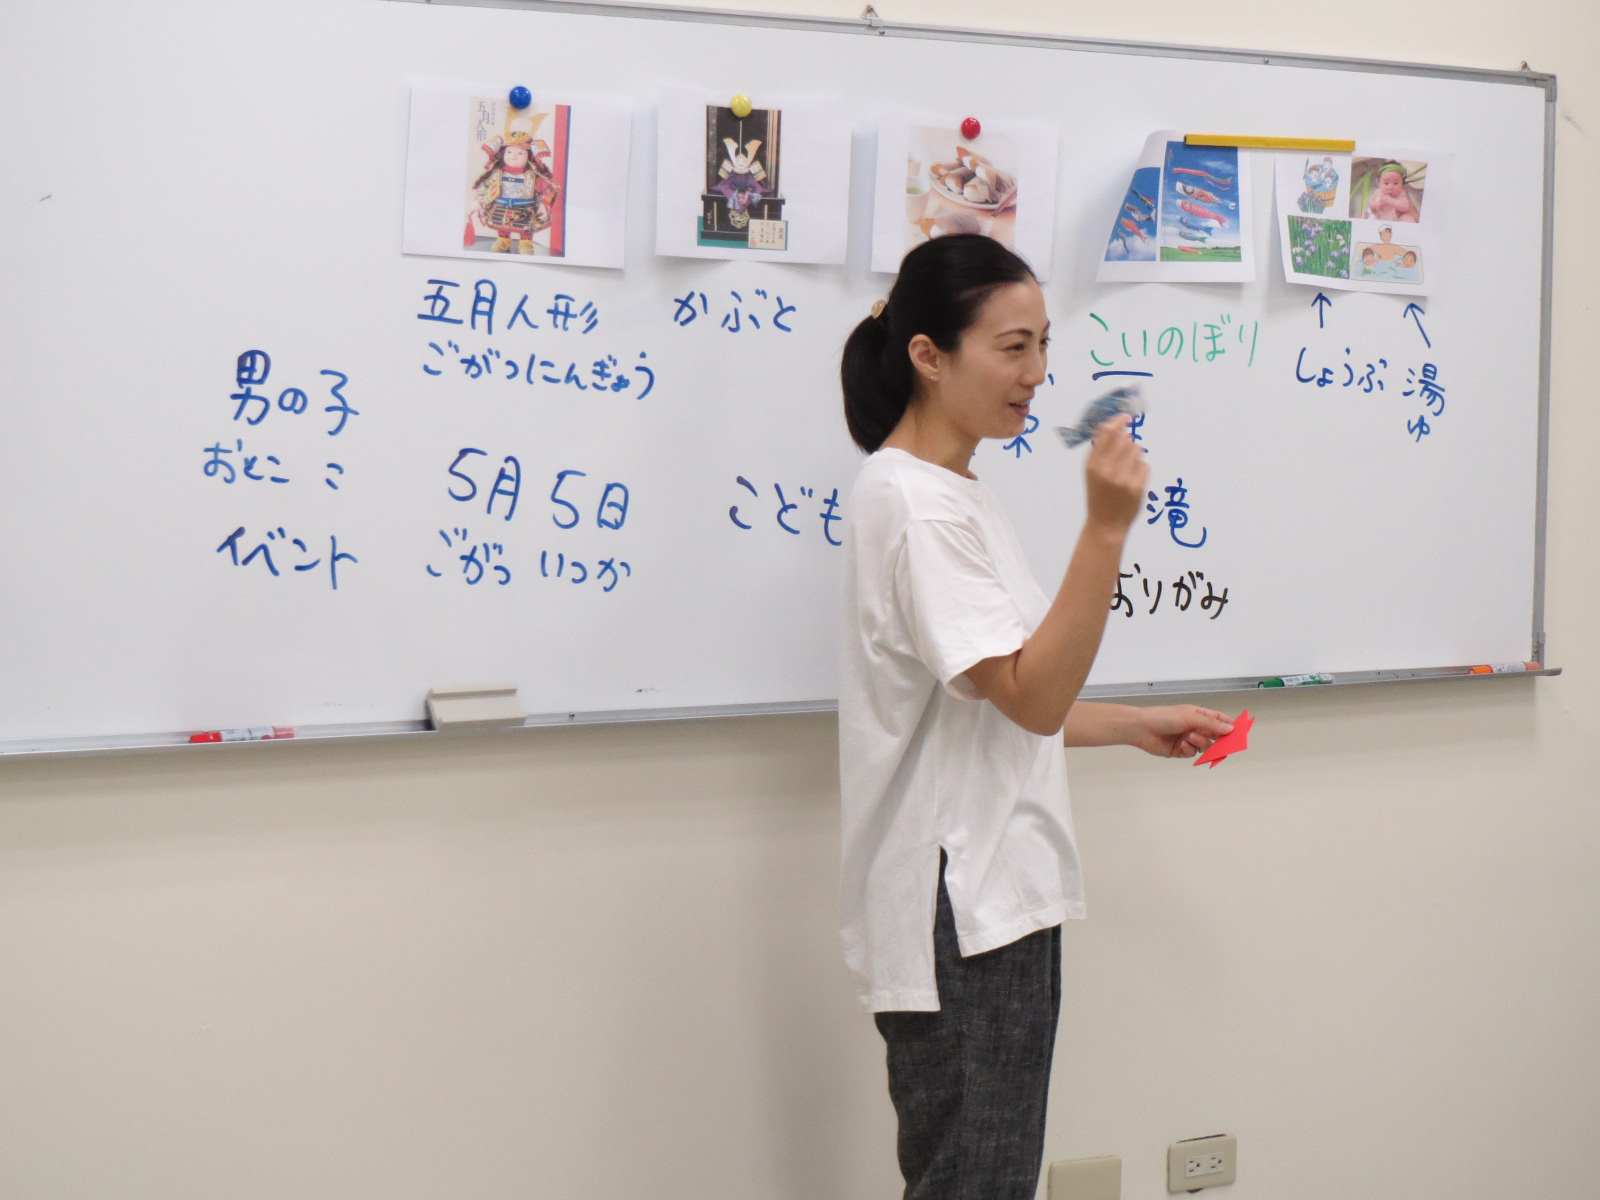 五月人形
五月人形
ごがつにんぎょう
かぶと
こいのぼり
しょうぶ湯
ゆ
男の子
おとこ こ
イベント
5月5日
ごがつ いつか
こども
滝
おりがみ